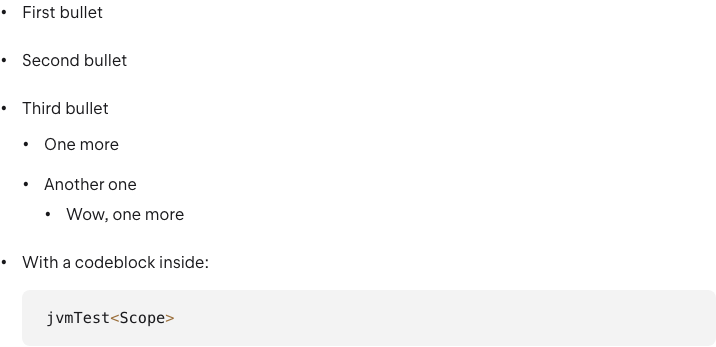 • First bullet
• Second bullet
• Third bullet
• One more
• Another one
• Wow, one more
• With a codeblock inside:
jvmTest<Scope>